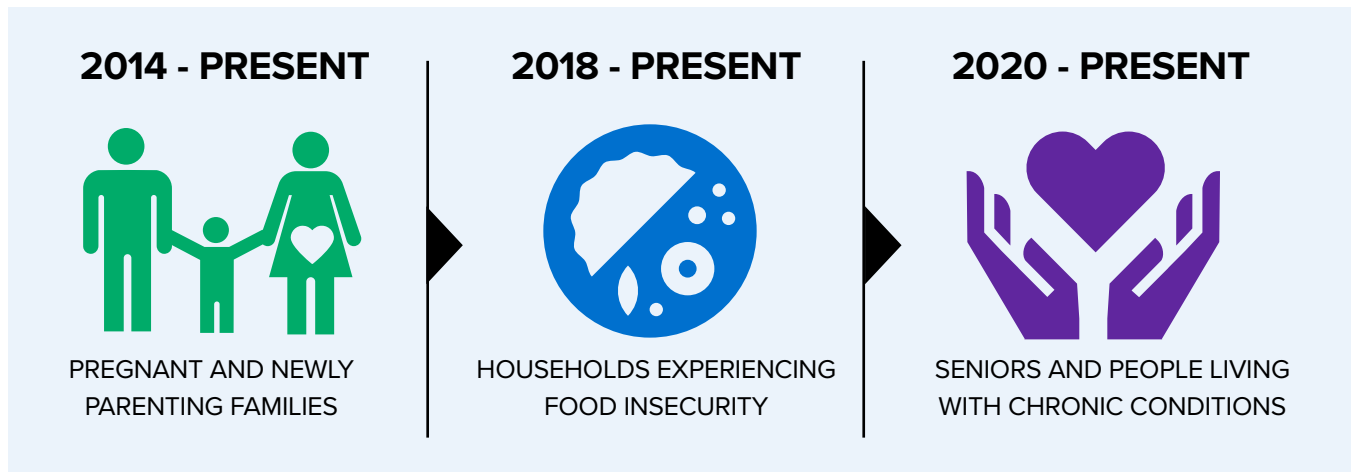 2014 - PRESENT
PREGNANT AND NEWLY
PARENTING FAMILIES
2018 - PRESENT
HOUSEHOLDS EXPERIENCING
FOOD INSECURITY
2020 - PRESENT
SENIORS AND PEOPLE LIVING
WITH CHRONIC CONDITIONS